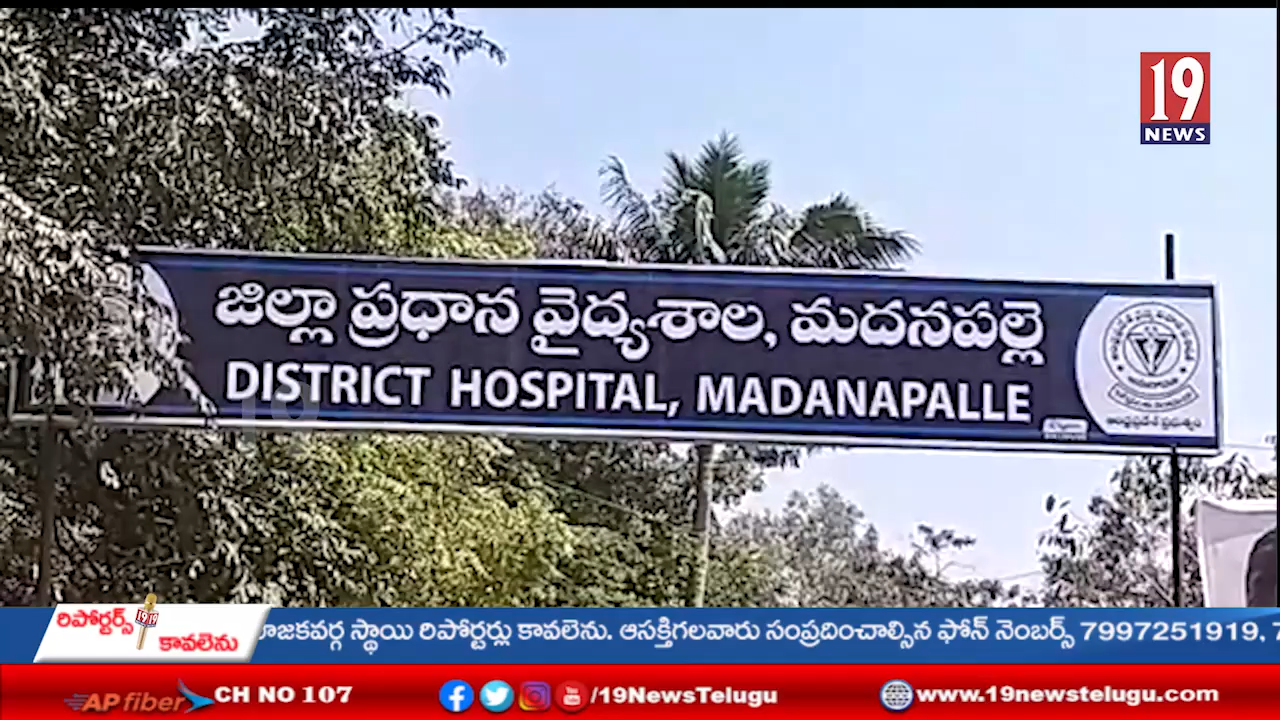 19
NEWS
జిల్లా ప్రధాన వైద్యశాల, మదనపల్లె
DISTRICT HOSPITAL, MADANAPALLE
రిపోర్టర్స్
కావలెను
స్థాయి రిపోర్టర్లు కావలెను. ఆసక్తిగలవారు సంప్రదించాల్సిన ఫోన్ నెంబర్స్ 7997251919,
AP fiber CH NO 107
/19NewsTelugu
www.19newstelugu.com